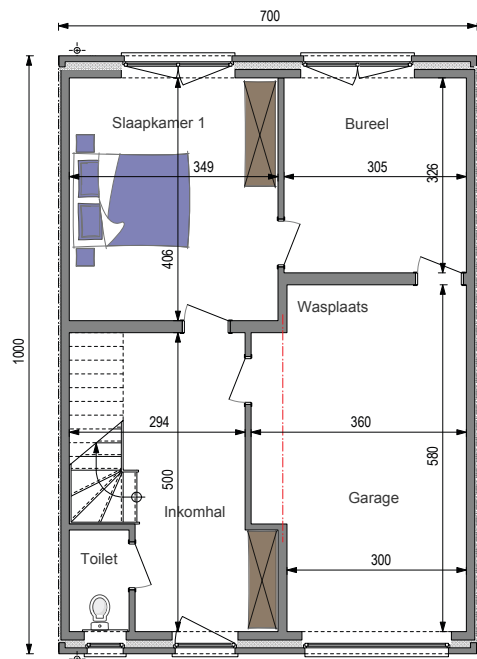 700
Slaapkamer 1
Bureel
349
305
326
406
1000
Wasplaats
294
360
500
580
Inkomhal
Garage
Toilet
300